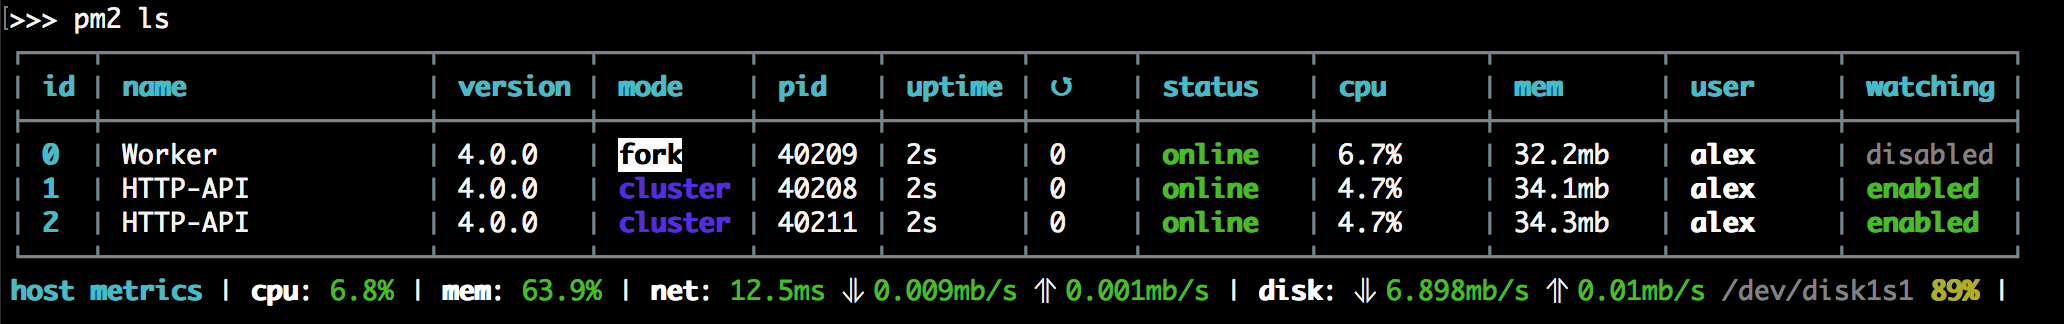 >>> pm2 ls
id | name | version | mode | pid | uptime | ↺ | status | cpu | mem | user | watching
0 | Worker | 4.0.0 | fork | 40209 | 2s | 0 | online | 6.7% | 32.2mb | alex | disabled
1 | HTTP-API | 4.0.0 | cluster | 40208 | 2s | 0 | online | 4.7% | 34.1mb | alex | enabled
2 | HTTP-API | 4.0.0 | cluster | 40211 | 2s | 0 | online | 4.7% | 34.3mb | alex | enabled
host metrics | cpu: 6.8% | mem: 63.9% | net: 12.5ms ⇓ 0.009mb/s ⇑ 0.001mb/s | disk: ⇓ 6.898mb/s ⇑ 0.01mb/s /dev/disk1s1 89% |